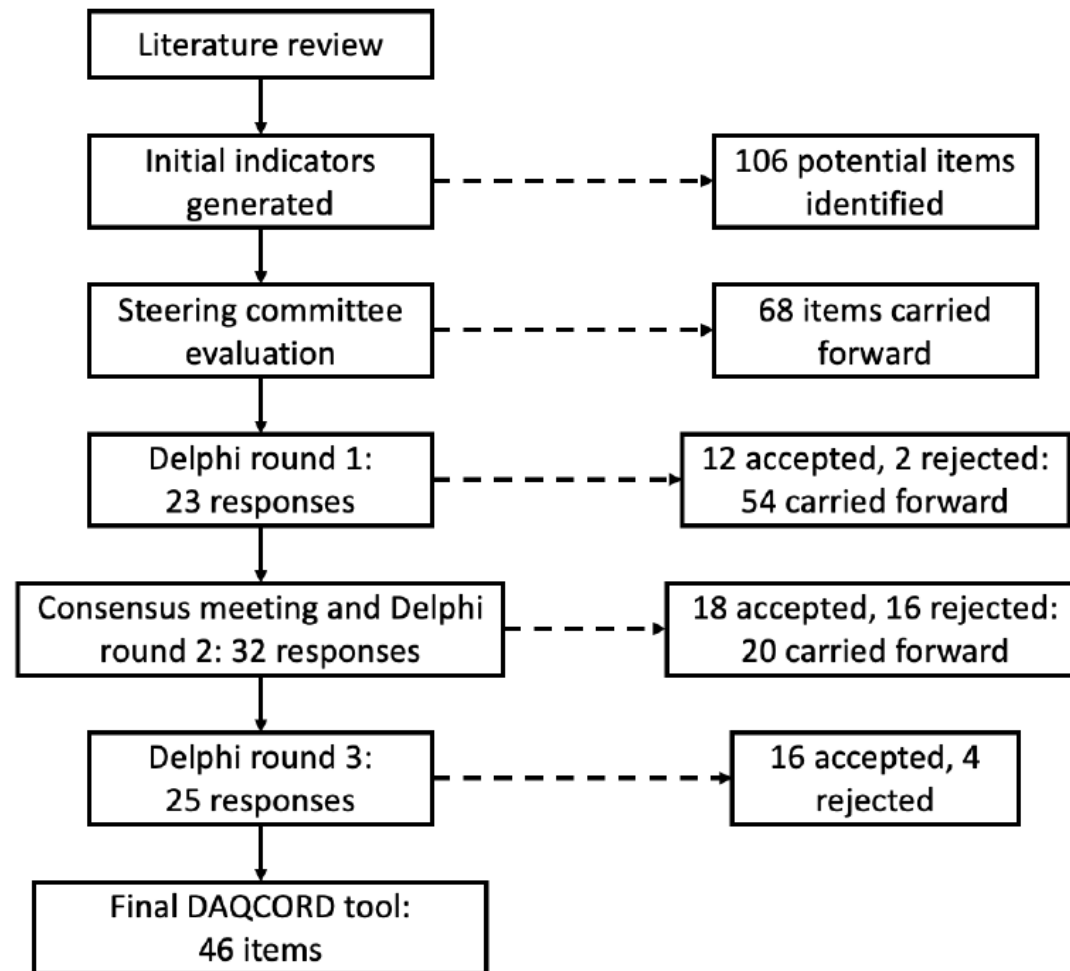 Literature review
Initial indicators
generated
106 potential items
identified
Steering committee
evaluation
68 items carried
forward
Delphi round 1:
23 responses
12 accepted, 2 rejected:
54 carried forward
Consensus meeting and Delphi
round 2: 32 responses
18 accepted, 16 rejected:
20 carried forward
Delphi round 3:
25 responses
16 accepted, 4
rejected
Final DAQCORD tool:
46 items